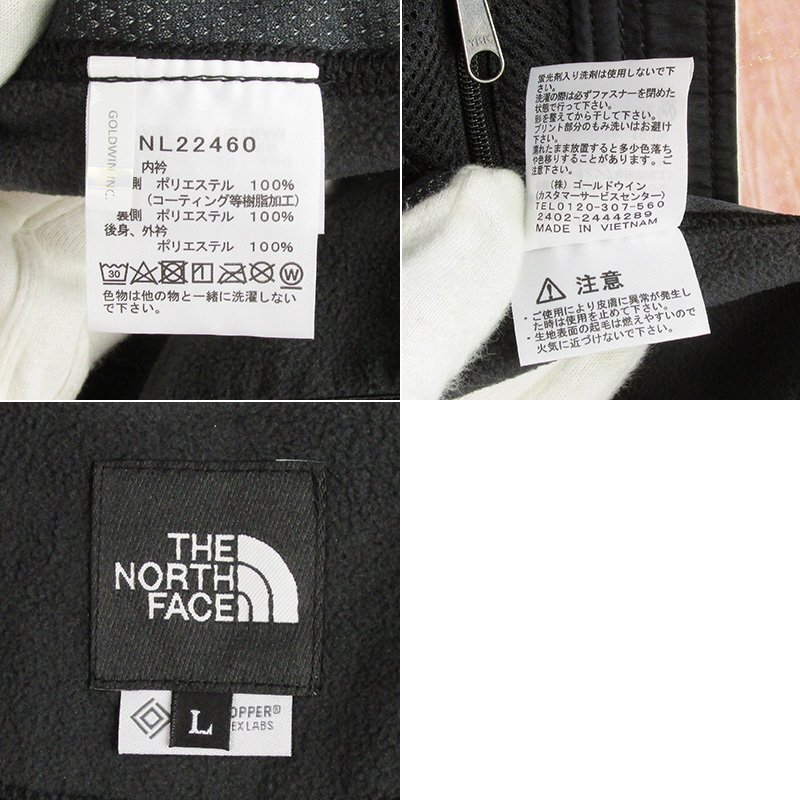 GOLDWIN INC.
NL22460
内衿
側 ポリエステル 100%
(コーティング等樹脂加工)
裏側 ポリエステル 100%
後身、外衿
ポリエステル 100%
30
W
色物は他の物と一緒に洗濯しない
で下さい。
YKK
蛍光剤入り洗剤は使用しないで下
さい。
洗濯の際は必ずファスナーを閉めた
状態で行って下さい。
形を整えてから干して下さい。
プリント部分のもみ洗いはお避け
下さい。
濡れたまま放置すると多少色落ち
や色移りすることがあります。ご
注意下さい。
(株) ゴールドウイン
(カスタマーサービスセンター)
TEL0120-307-560
2402-2444289
MADE IN VIETNAM
注意
・ご使用により皮膚に異常が発生し
た時は使用を止めて下さい。
・生地表面の起毛は燃えやすいので
火気に近づけないで下さい。
THE
NORTH
FACE
L
OPPER®
EX LABS